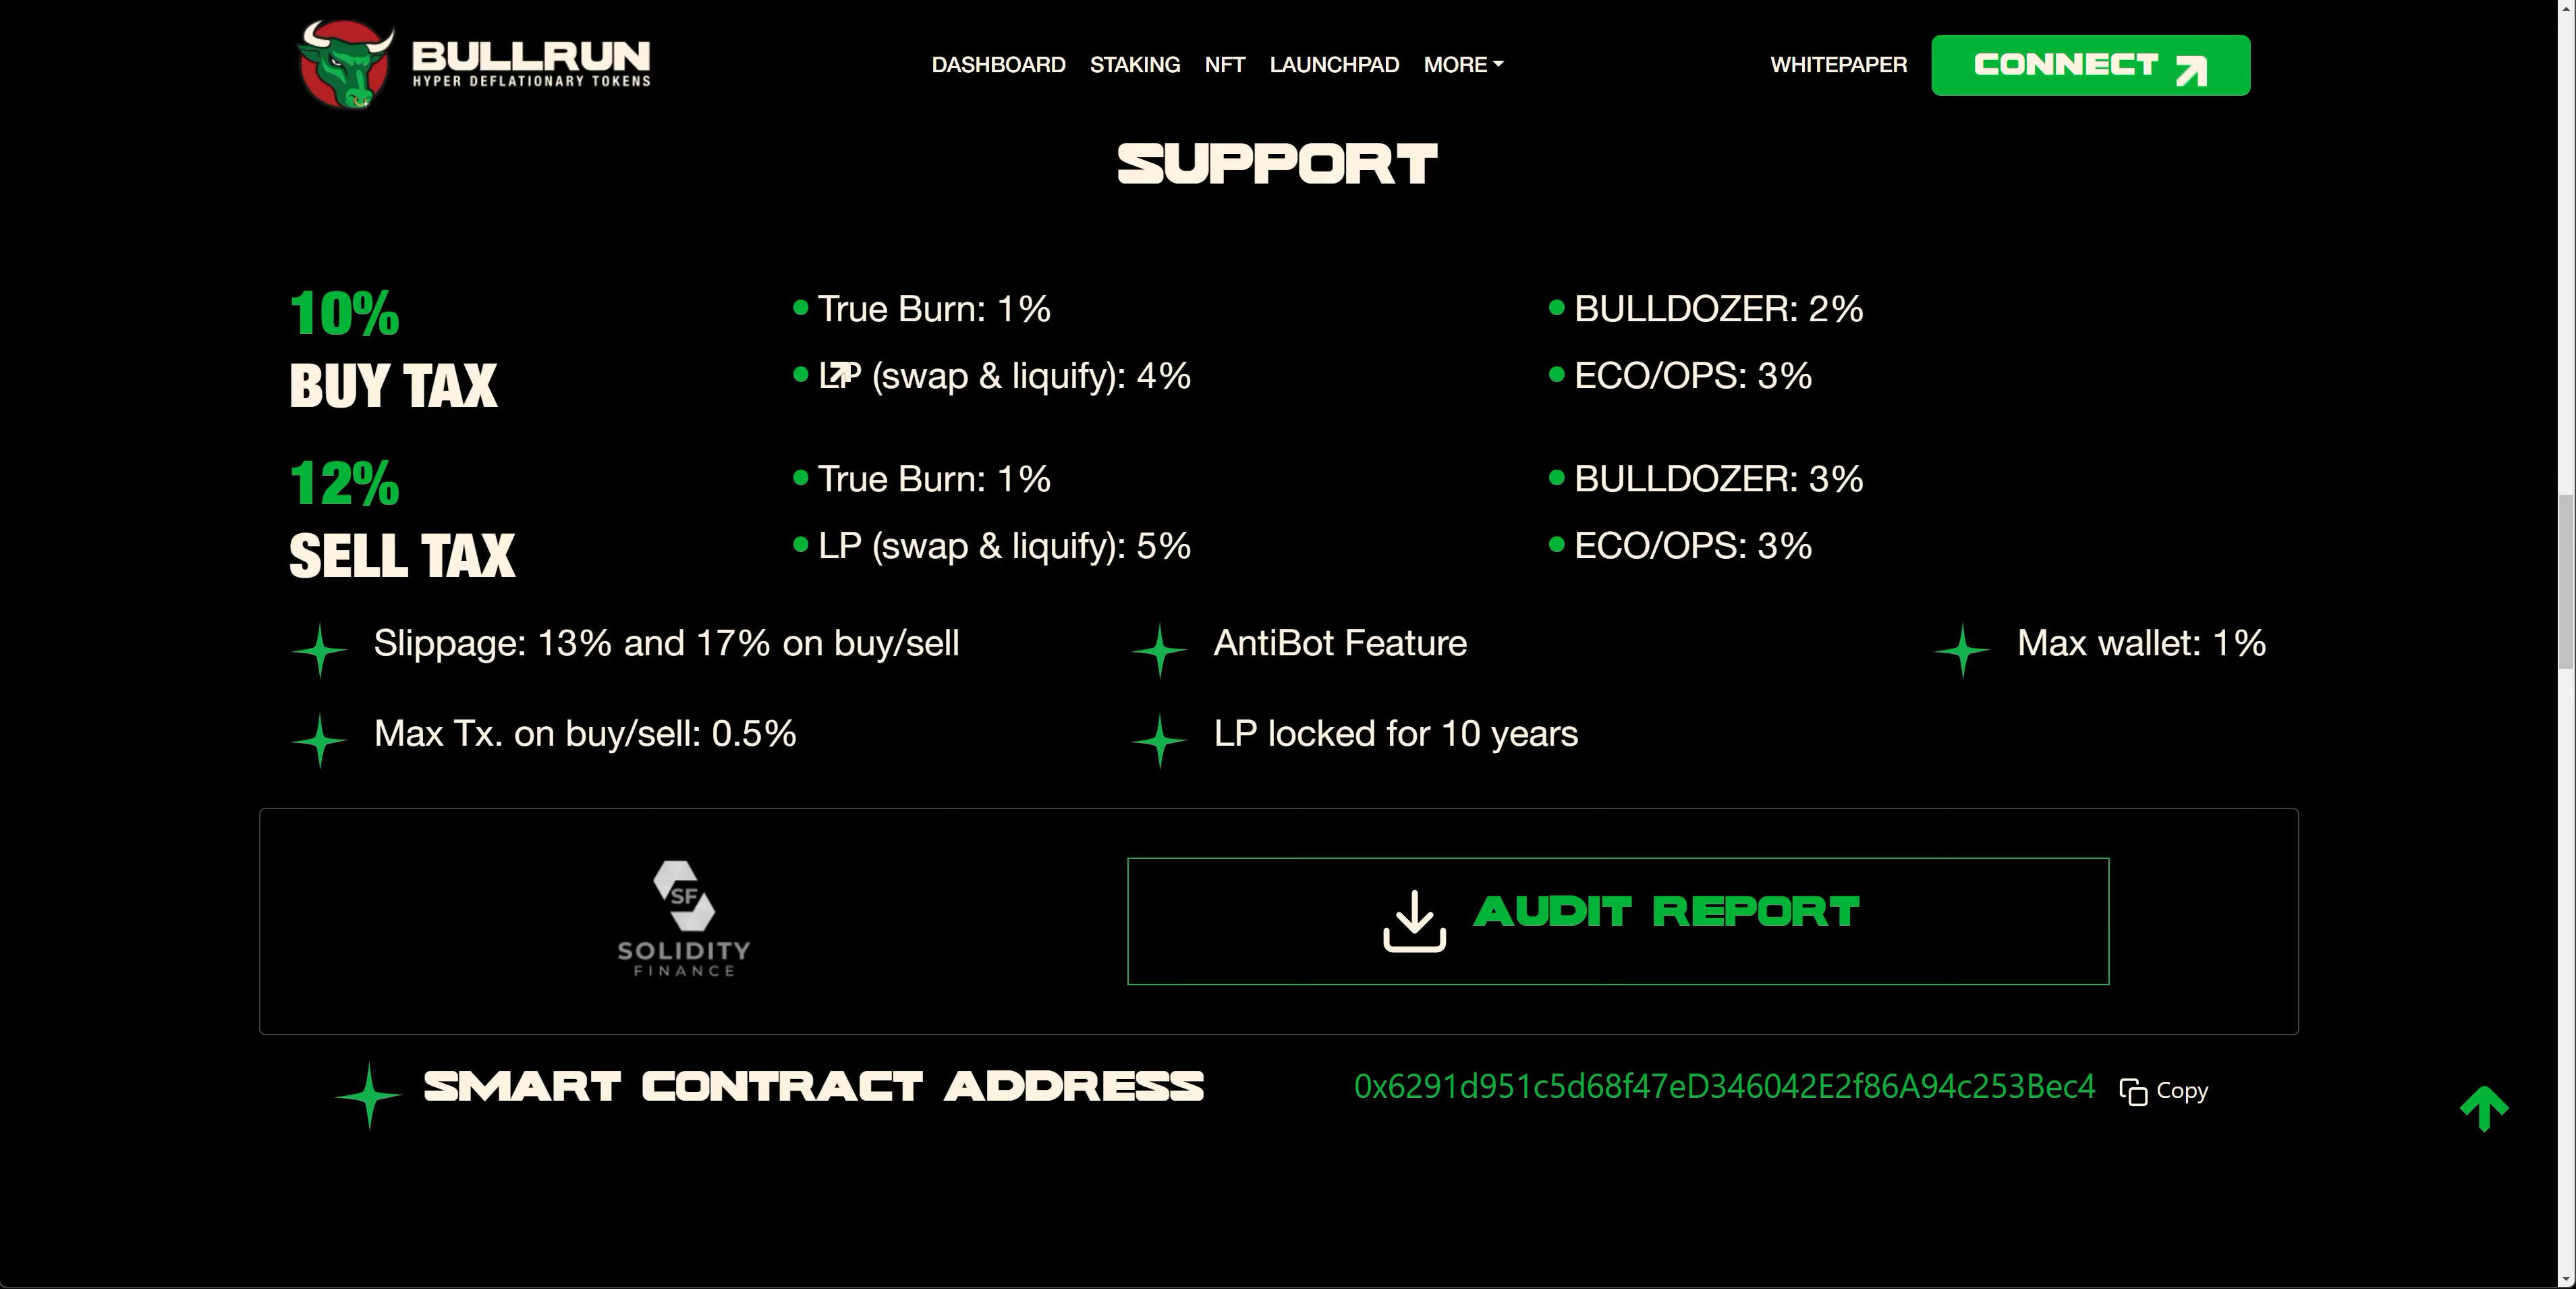 BULLRUN
HYPER DEFLATIONARY TOKENS
DASHBOARD STAKING NFT LAUNCHPAD MORE
WHITEPAPER
CONNECT
SUPPORT
10%
BUY TAX
True Burn: 1%
LP (swap & liquify): 4%
BULLDOZER: 2%
ECO/OPS: 3%
12%
SELL TAX
True Burn: 1%
LP (swap & liquify): 5%
BULLDOZER: 3%
ECO/OPS: 3%
Slippage: 13% and 17% on buy/sell
AntiBot Feature
Max wallet: 1%
Max Tx. on buy/sell: 0.5%
LP locked for 10 years
SF
SOLIDITY
FINANCE
AUDIT REPORT
SMART CONTRACT ADDRESS
0x6291d951c5d68f47eD346042E2f86A94c253Bec4
Copy